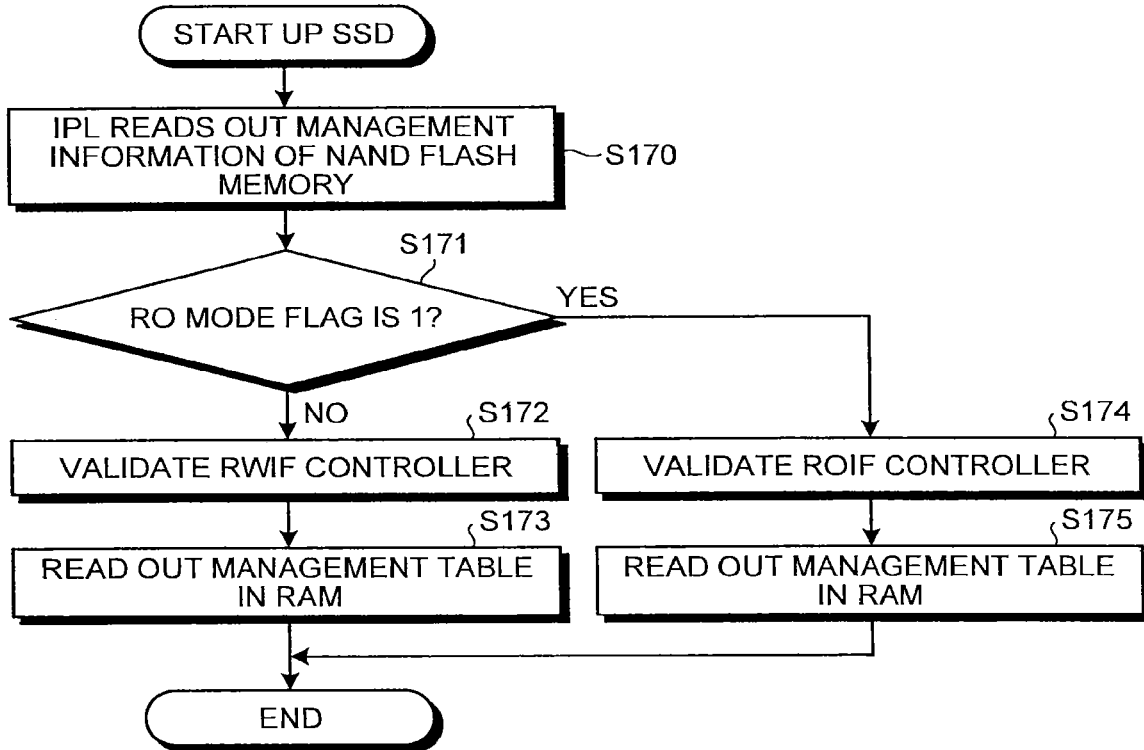 START UP SSD
IPL READS OUT MANAGEMENT
INFORMATION OF NAND FLASH
MEMORY
S170
S171
RO MODE FLAG IS 1?
YES
NO
S172
VALIDATE RWIF CONTROLLER
S173
READ OUT MANAGEMENT TABLE
IN RAM
S174
VALIDATE ROIF CONTROLLER
S175
READ OUT MANAGEMENT TABLE
IN RAM
END